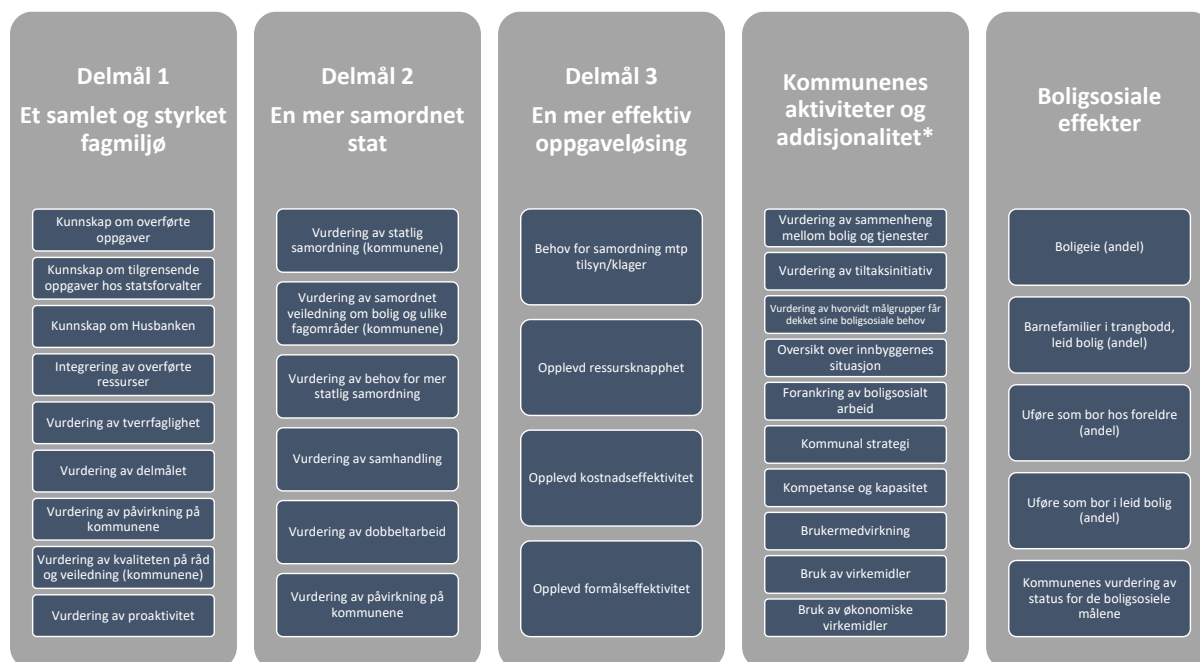 Delmål 1
Et samlet og styrket
fagmiljø
Kunnskap om overførte
oppgaver
Kunnskap om tilgrensende
oppgaver hos statsforvalter
Kunnskap om Husbanken
Integrering av overførte
ressurser
Vurdering av tverrfaglighet
Vurdering av delmålet
Vurdering av påvirkning på
kommunene
Vurdering av kvaliteten på råd
og veiledning (kommunene)
Vurdering av proaktivitet
Delmål 2
En mer samordnet
stat
Vurdering av statlig
samordning (kommunene)
Vurdering av samordnet
veiledning om bolig og ulike
fagområder (kommunene)
Vurdering av behov for mer
statlig samordning
Vurdering av samhandling
Vurdering av dobbeltarbeid
Vurdering av påvirkning på
kommunene
Delmål 3
En mer effektiv
oppgaveløsing
Behov for samordning mtp
tilsyn/klager
Opplevd ressursknapphet
Opplevd kostnadseffektivitet
Opplevd formålseffektivitet
Kommunenes
aktiviteter og
addisjonalitet*
Vurdering av sammenheng
mellom bolig og tjenester
Vurdering av tiltaksinitiativ
Vurdering av hvorvidt målgrupper får
dekket sine boligsosiale behov
Oversikt over innbyggernes
situasjon
Forankring av boligsosialt
arbeid
Kommunal strategi
Kompetanse og kapasitet
Brukermedvirkning
Bruk av virkemidler
Bruk av økonomiske
virkemidler
Boligsosiale
effekter
Boligeie (andel)
Barnefamilier i trangbodd,
leid bolig (andel)
Uføre som bor hos foreldre
(andel)
Uføre som bor i leid bolig
(andel)
Kommunenes vurdering av
status for de boligsosiele
målene